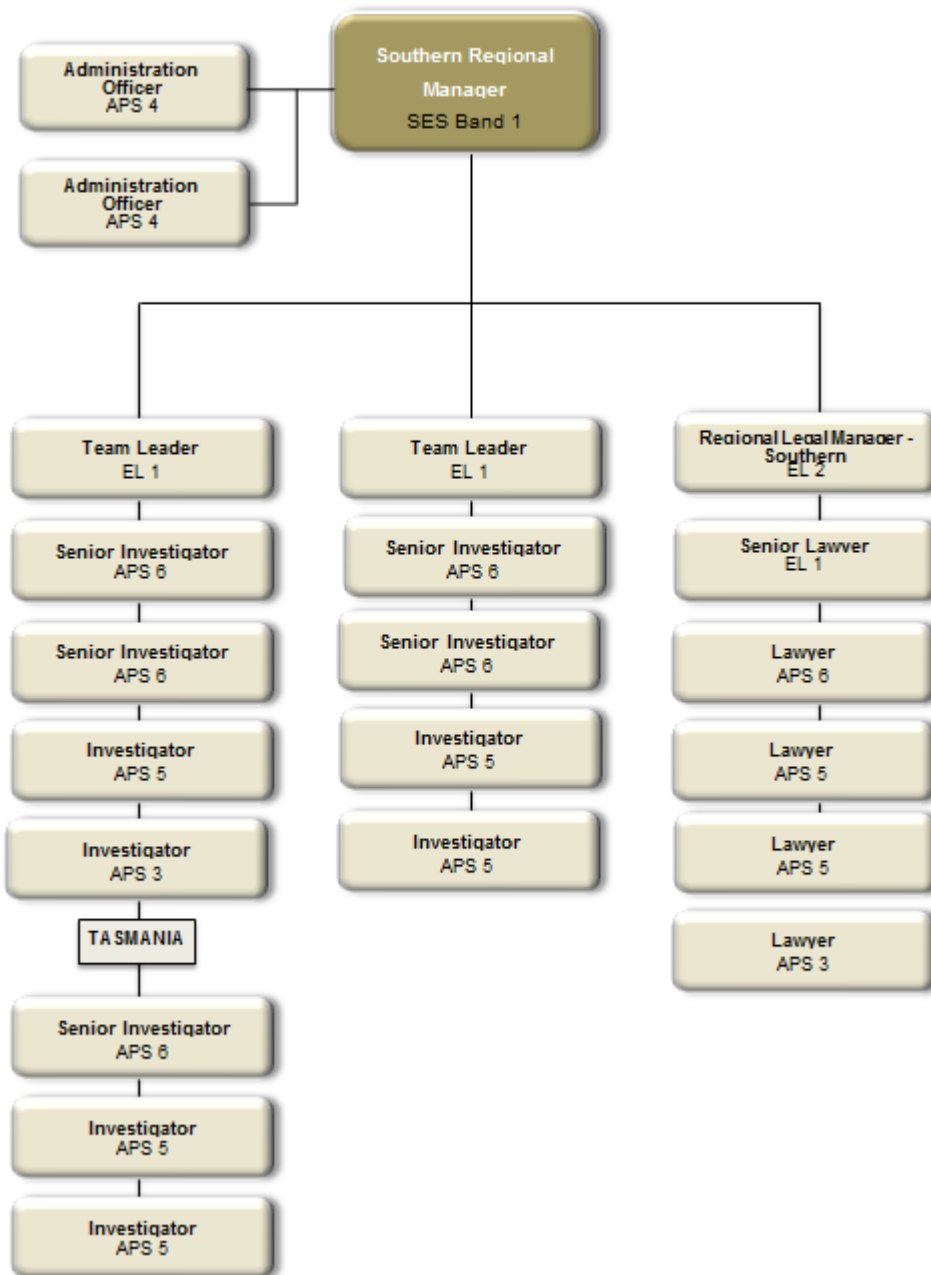 Southern Regional
Manager
SES Band 1
Administration
Officer
APS 4
Administration
Officer
APS 4
Team Leader
EL 1
Senior Investigator
APS 6
Senior Investigator
APS 6
Investigator
APS 5
Investigator
APS 3
TASMANIA
Senior Investigator
APS 6
Investigator
APS 5
Investigator
APS 5
Team Leader
EL 1
Senior Investigator
APS 6
Senior Investigator
APS 6
Investigator
APS 5
Investigator
APS 5
Regional Legal Manager -
Southern
EL 2
Senior Lawyer
EL 1
Lawyer
APS 6
Lawyer
APS 5
Lawyer
APS 5
Lawyer
APS 3